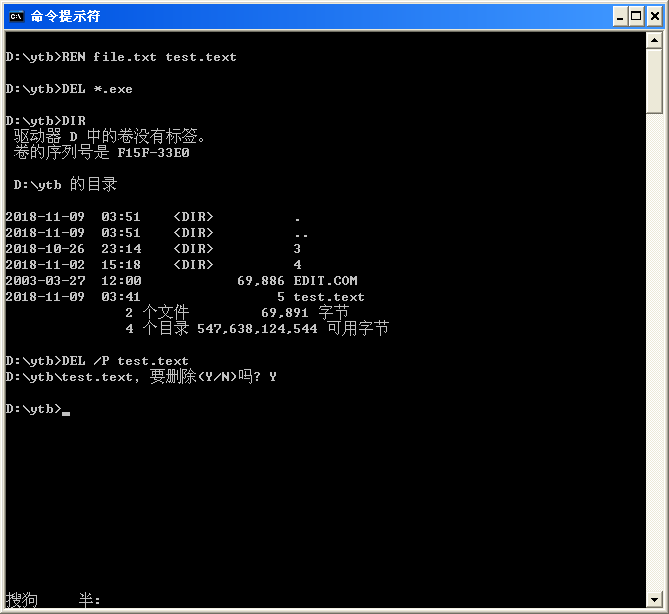 命令提示符
D:\ytb>REN file.txt test.text
D:\ytb>DEL *.exe
D:\ytb>DIR
驱动器 D 中的卷没有标签。
卷的序列号是 F15F-33E0
D:\ytb 的目录
2018-11-09  03:51    <DIR>          .
2018-11-09  03:51    <DIR>          ..
2018-10-26  23:14    <DIR>          3
2018-11-02  15:18    <DIR>          4
2003-03-27  12:00            69,886 EDIT.COM
2018-11-09  03:41                 5 test.text
2 个文件         69,891 字节
4 个目录 547,638,124,544 可用字节
D:\ytb>DEL /P test.text
D:\ytb\test.text, 要删除(Y/N)吗? Y
D:\ytb>
搜狗    半: